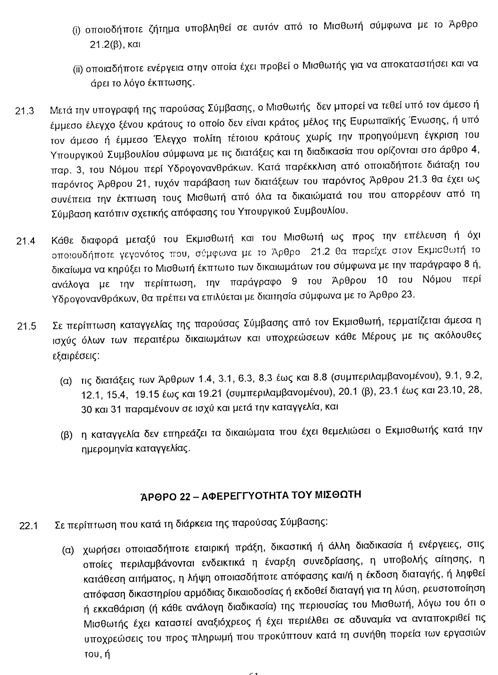 (i) οποιοδήποτε ζήτημα υποβληθεί σε αυτόν από το Μισθωτή σύμφωνα με το Άρθρο
21.2(β), και
(ii) οποιαδήποτε ενέργεια στην οποία έχει προβεί ο Μισθωτής για να αποκαταστήσει και να
άρει το λόγο έκπτωσης.
21.3 Μετά την υπογραφή της παρούσας Σύμβασης, ο Μισθωτής δεν μπορεί να τεθεί υπό τον άμεσο ή
έμμεσο έλεγχο ξένου κράτους το οποίο δεν είναι κράτος μέλος της Ευρωπαϊκής Ένωσης, ή υπό
τον άμεσο ή έμμεσο Έλεγχο πολίτη τέτοιου κράτους χωρίς την προηγούμενη έγκριση του
Υπουργικού Συμβουλίου σύμφωνα με τις διατάξεις και τη διαδικασία που ορίζονται στο άρθρο 4,
παρ. 3, του Νόμου περί Υδρογονανθράκων. Κατά παρέκκλιση από οποιαδήποτε διάταξη του
παρόντος Άρθρου 21, τυχόν παράβαση των διατάξεων του παρόντος Άρθρου 21.3 θα έχει ως
συνέπεια την έκπτωση τους Μισθωτή από όλα τα δικαιώματά του που απορρέουν από τη
Σύμβαση κατόπιν σχετικής απόφασης του Υπουργικού Συμβουλίου.
21.4 Κάθε διαφορά μεταξύ του Εκμισθωτή και του Μισθωτή ως προς την επέλευση ή όχι
οποιουδήποτε γεγονότος που, σύμφωνα με το Άρθρο 21.2 θα παρείχε στον Εκμισθωτή το
δικαίωμα να κηρύξει το Μισθωτή έκπτωτο των δικαιωμάτων του σύμφωνα με την παράγραφο 8 ή,
ανάλογα με την περίπτωση, την παράγραφο 9 του Άρθρου 10 του Νόμου περί
Υδρογονανθράκων, θα πρέπει να επιλύεται με διαιτησία σύμφωνα με το Άρθρο 23.
21.5 Σε περίπτωση καταγγελίας της παρούσας Σύμβασης από τον Εκμισθωτή, τερματίζεται άμεσα η
ισχύς όλων των περαιτέρω δικαιωμάτων και υποχρεώσεων κάθε Μέρους με τις ακόλουθες
εξαιρέσεις:
(α) τις διατάξεις των Άρθρων 1.4, 3.1, 6.3, 8.3 έως και 8.8 (συμπεριλαμβανομένου), 9.1, 9.2,
12.1, 15.4, 19.15 έως και 19.21 (συμπεριλαμβανομένου), 20.1 (β), 23.1 έως και 23.10, 28,
30 και 31 παραμένουν σε ισχύ και μετά την καταγγελία, και
(β) η καταγγελία δεν επηρεάζει τα δικαιώματα που έχει θεμελιώσει ο Εκμισθωτής κατά την
ημερομηνία καταγγελίας.
ΆΡΘΡΟ 22 – ΑΦΕΡΕΓΓΥΟΤΗΤΑ ΤΟΥ ΜΙΣΘΩΤΗ
22.1 Σε περίπτωση που κατά τη διάρκεια της παρούσας Σύμβασης:
(α) χωρήσει οποιασδήποτε εταιρική πράξη, δικαστική ή άλλη διαδικασία ή ενέργειες, στις
οποίες περιλαμβάνονται ενδεικτικά η έναρξη συνεδρίασης, η υποβολής αίτησης, η
κατάθεση αιτήματος, η λήψη οποιασδήποτε απόφασης και/ή η έκδοση διαταγής, ή ληφθεί
απόφαση δικαστηρίου αρμόδιας δικαιοδοσίας ή εκδοθεί διαταγή για τη λύση, ρευστοποίηση
ή εκκαθάριση (ή κάθε ανάλογη διαδικασία) της περιουσίας του Μισθωτή, λόγω του ότι ο
Μισθωτής έχει καταστεί αναξιόχρεος ή έχει περιέλθει σε αδυναμία να ανταποκριθεί τις
υποχρεώσεις του προς πληρωμή που προκύπτουν κατά τη συνήθη πορεία των εργασιών
του, ή